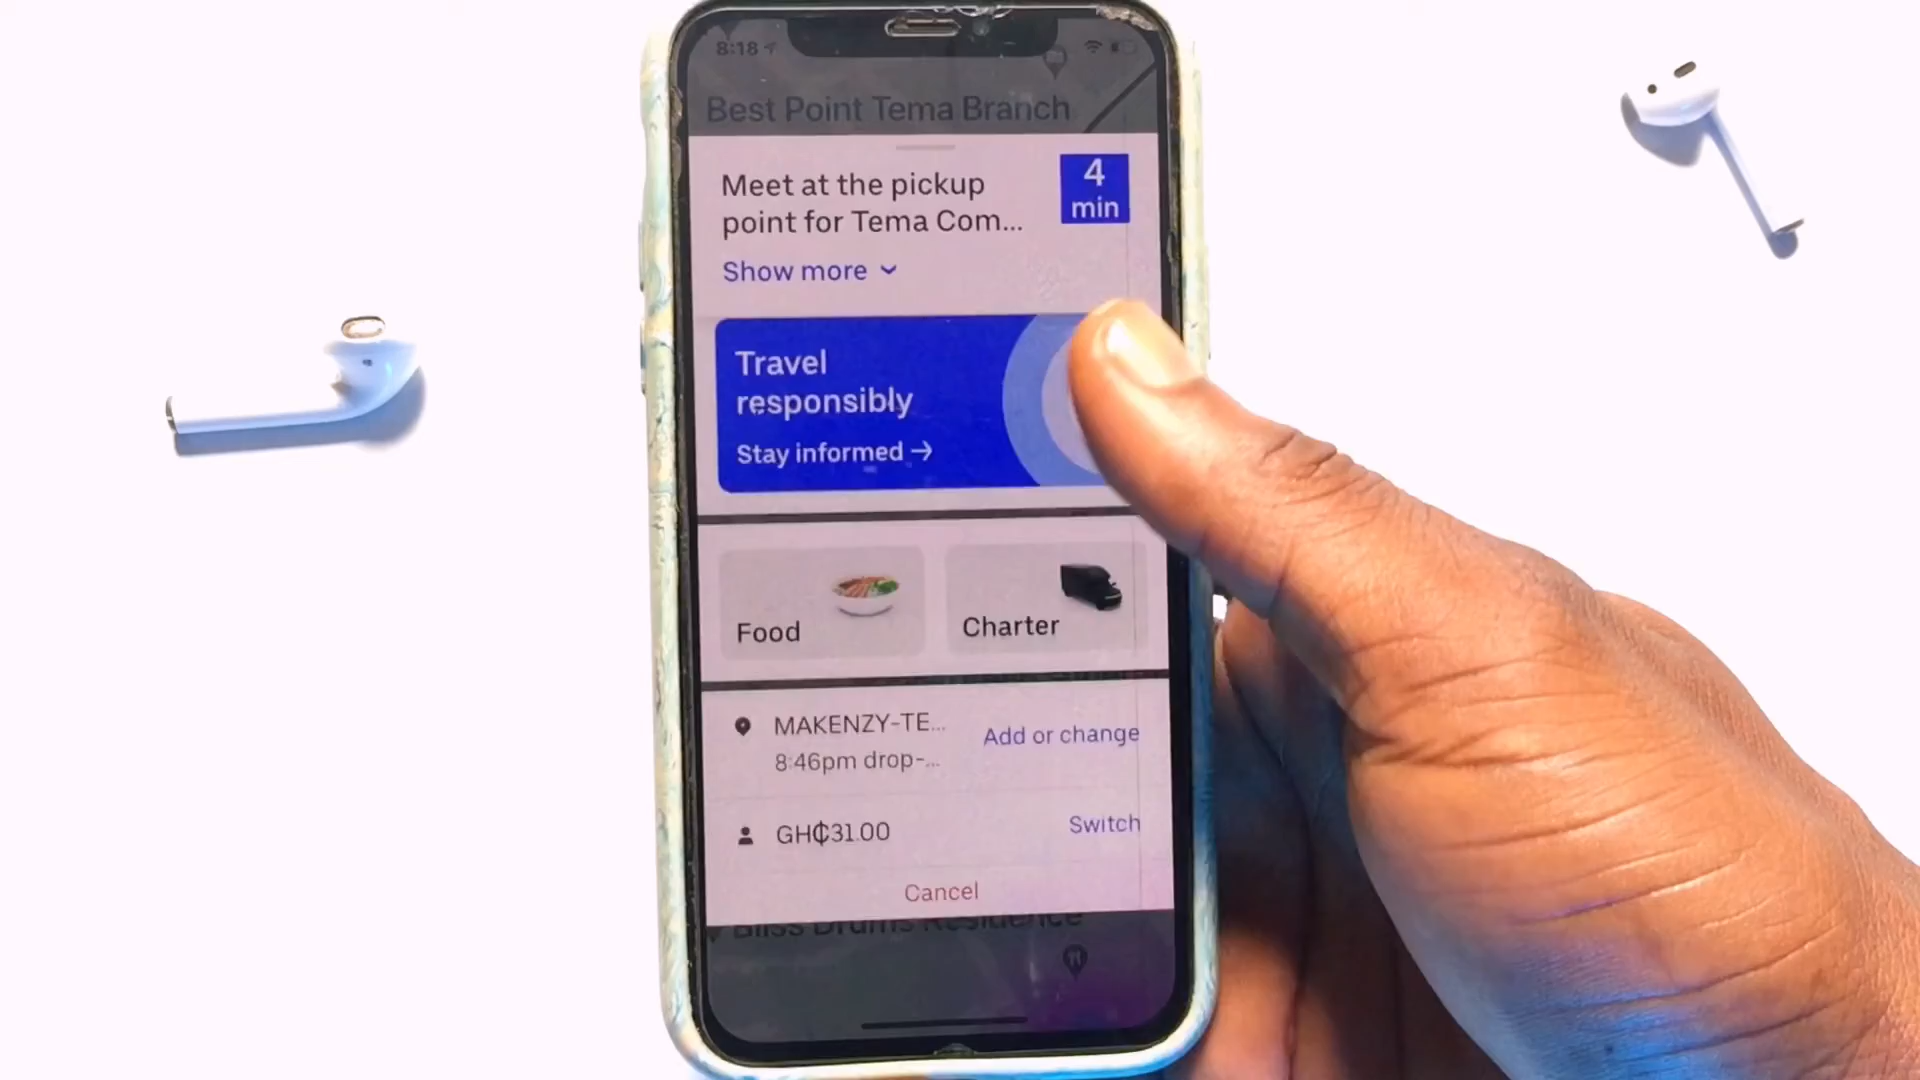 8:18
Best Point Tema Branch
Meet at the pickup
point for Tema Com...
4
min
Show more
Travel
responsibly
Stay informed →
Food
Charter
MAKENZY-TE...
Add or change
8:46pm drop-...
GH₵31.00
Switch
Cancel
Bliss Drums Residence